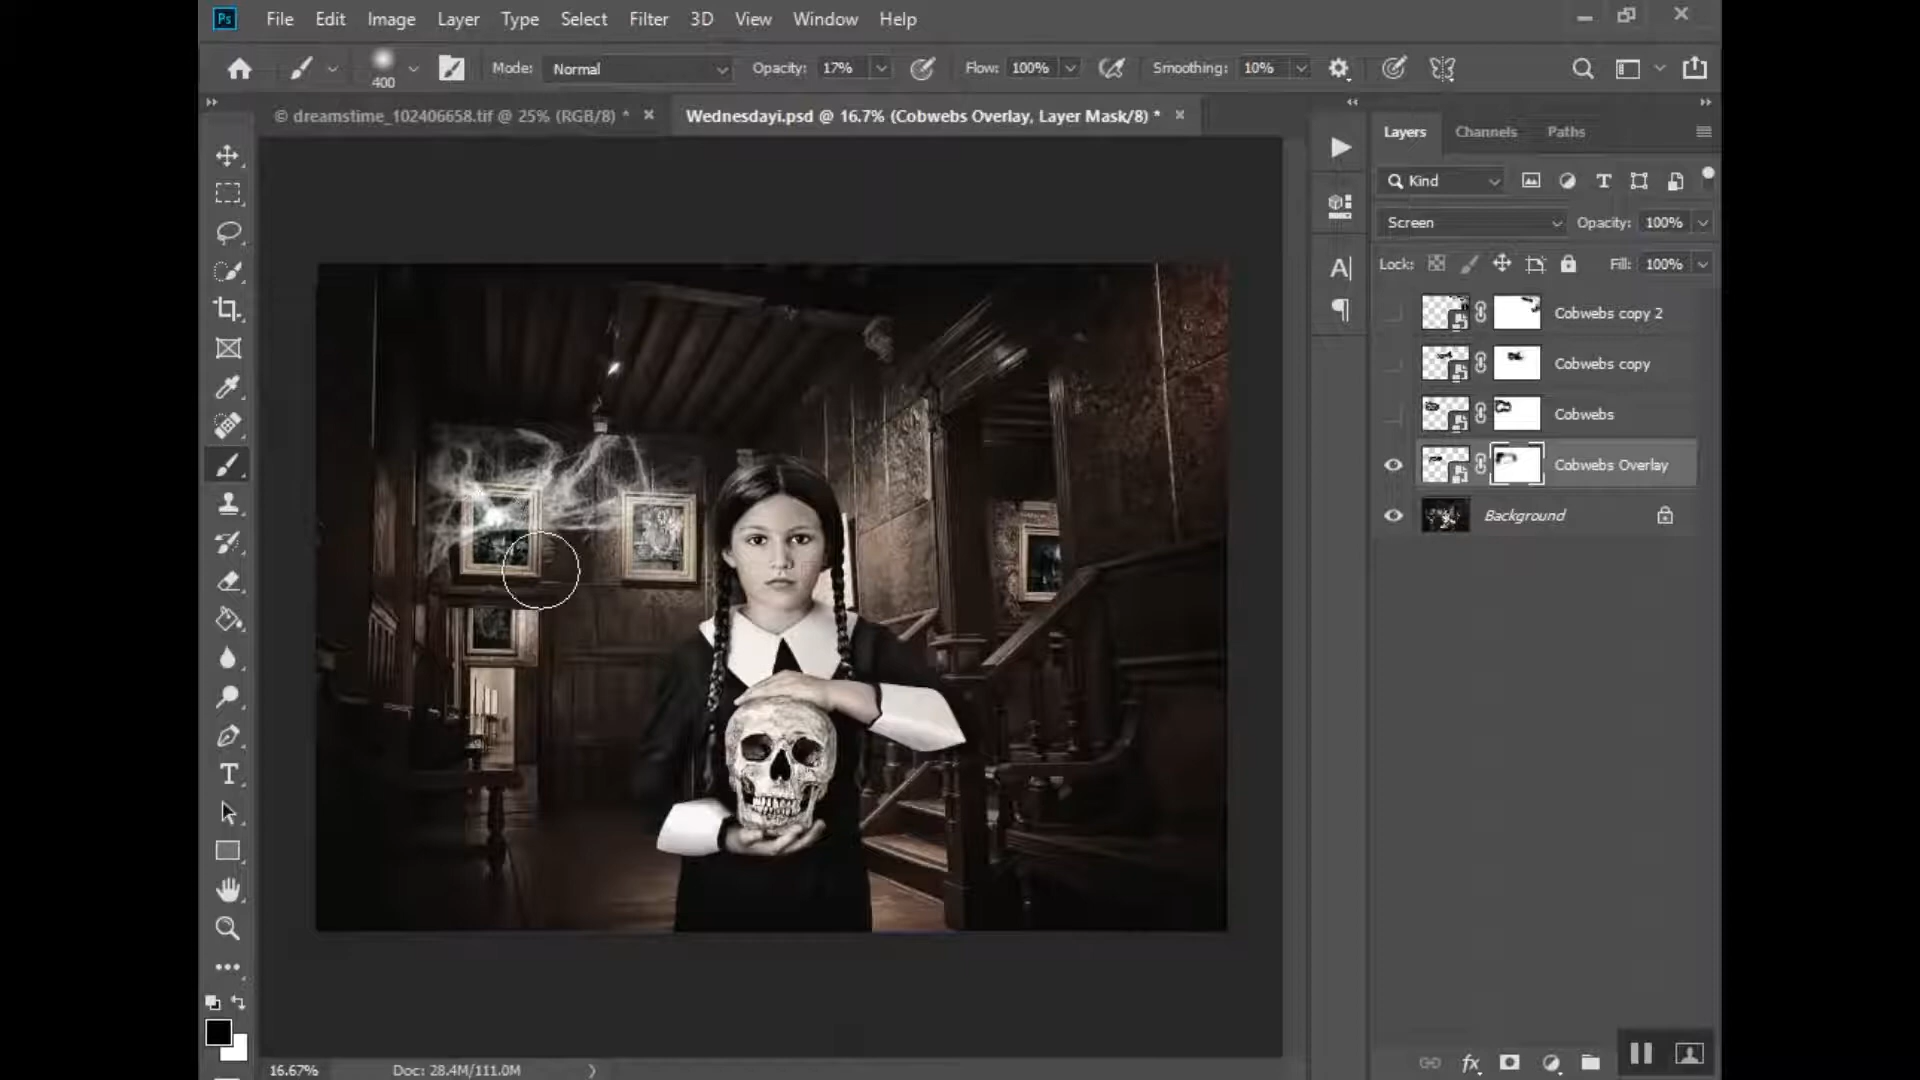 Ps File Edit Image Layer Type Select Filter 3D View Window Help
400 Mode: Normal Opacity: 17% Flow: 100% Smoothing: 10%
© dreamstime_102406658.tif @ 25% (RGB/8) * Wednesdayi.psd @ 16.7% (Cobwebs Overlay, Layer Mask/8) *
Layers Channels Paths
Kind
Screen Opacity: 100%
Lock: Fill: 100%
Cobwebs copy 2
Cobwebs copy
Cobwebs
Cobwebs Overlay
Background
16.67% Doc: 28.4M/111.0M